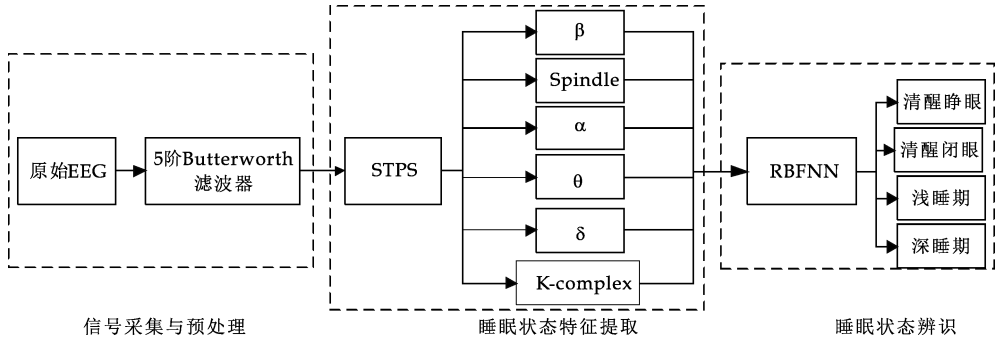 原始EEG
5阶Butterworth
滤波器
STPS
β
Spindle
α
θ
δ
K-complex
RBFNN
清醒睁眼
清醒闭眼
浅睡期
深睡期
信号采集与预处理
睡眠状态特征提取
睡眠状态辨识